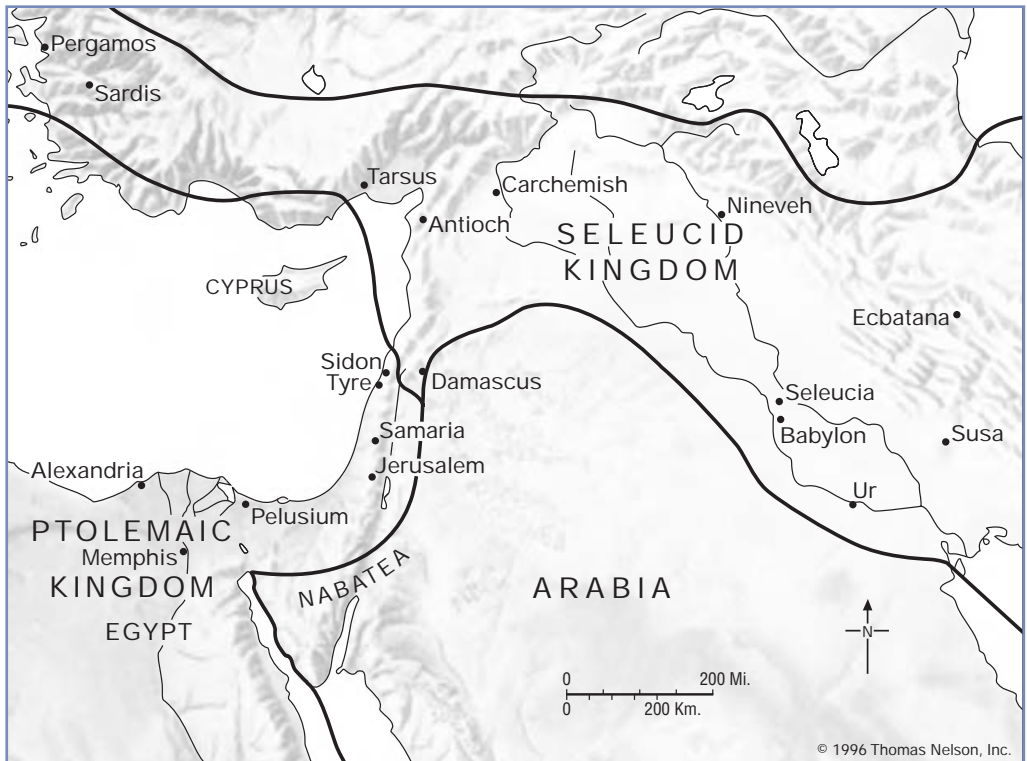 Pergamos
Sardis
Tarsus
Carchemish
Nineveh
Antioch
SELEUCID
KINGDOM
CYPRUS
Ecbatana
Sidon
Tyre
Damascus
Seleucia
Babylon
Susa
Samaria
Jerusalem
Alexandria
Ur
Pelusium
PTOLEMAIC
Memphis
KINGDOM
NABATEA
ARABIA
EGYPT
N
0 200 Mi.
0 200 Km.
© 1996 Thomas Nelson, Inc.